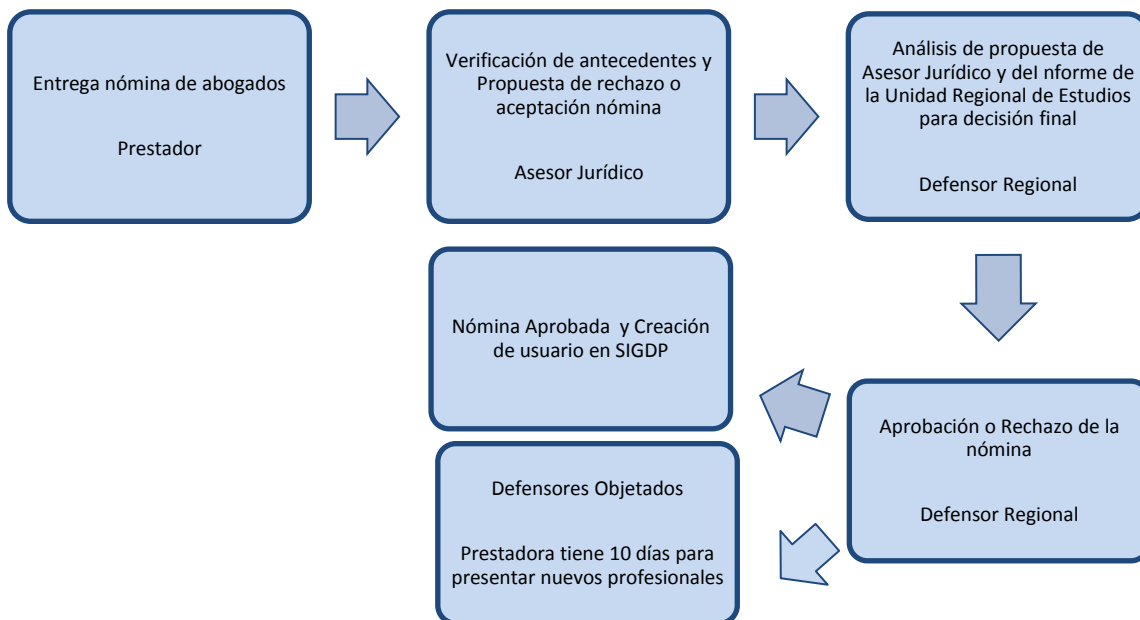 Entrega nómina de abogados
Prestador
Verificación de antecedentes y
Propuesta de rechazo o
aceptación nómina
Asesor Jurídico
Análisis de propuesta de
Asesor Jurídico y del nforme de
la Unidad Regional de Estudios
para decisión final
Defensor Regional
Aprobación o Rechazo de la
nómina
Defensor Regional
Nómina Aprobada y Creación
de usuario en SIGDP
Defensores Objetados
Prestadora tiene 10 días para
presentar nuevos profesionales